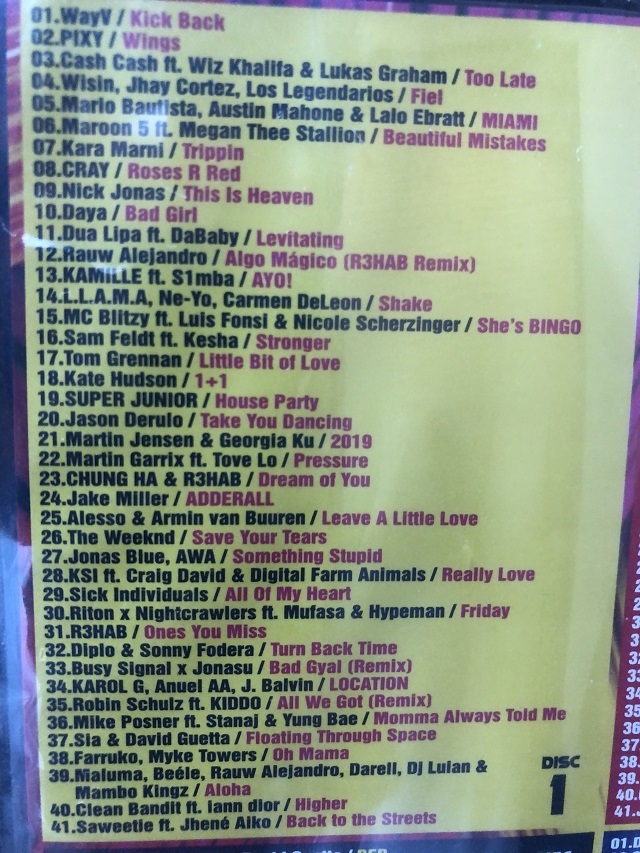 01.WayV / Kick Back
02.PIXY / Wings
03.Cash Cash ft. Wiz Khalifa & Lukas Graham / Too Late
04.Wisin, Jhay Cortez, Los Legendarios / Fiel
05.Mario Bautista, Austin Mahone & Lalo Ebratt / MIAMI
06.Maroon 5 ft. Megan Thee Stallion / Beautiful Mistakes
07.Kara Marni / Trippin
08.CRAY / Roses R Red
09.Nick Jonas / This Is Heaven
10.Daya / Bad Girl
11.Dua Lipa ft. DaBaby / Levitating
12.Rauw Alejandro / Algo Mágico (R3HAB Remix)
13.KAMILLE ft. S1mba / AYO!
14.L.L.A.M.A, Ne-Yo, Carmen DeLeon / Shake
15.MC Blitzy ft. Luis Fonsi & Nicole Scherzinger / She's BINGO
16.Sam Feldt ft. Kesha / Stronger
17.Tom Grennan / Little Bit of Love
18.Kate Hudson / 1+1
19.SUPER JUNIOR / House Party
20.Jason Derulo / Take You Dancing
21.Martin Jensen & Georgia Ku / 2019
22.Martin Garrix ft. Tove Lo / Pressure
23.CHUNG HA & R3HAB / Dream of You
24.Jake Miller / ADDERALL
25.Alesso & Armin van Buuren / Leave A Little Love
26.The Weeknd / Save Your Tears
27.Jonas Blue, AWA / Something Stupid
28.KSI ft. Craig David & Digital Farm Animals / Really Love
29.Sick Individuals / All Of My Heart
30.Riton x Nightcrawlers ft. Mufasa & Hypeman / Friday
31.R3HAB / Ones You Miss
32.Diplo & Sonny Fodera / Turn Back Time
33.Busy Signal x Jonasu / Bad Gyal (Remix)
34.KAROL G, Anuel AA, J. Balvin / LOCATION
35.Robin Schulz ft. KIDDO / All We Got (Remix)
36.Mike Posner ft. Stanaj & Yung Bae / Momma Always Told Me
37.Sia & David Guetta / Floating Through Space
38.Farruko, Myke Towers / Oh Mama
39.Maluma, Beéle, Rauw Alejandro, Darell, Dj Luian &
Mambo Kingz / Aloha
40.Clean Bandit ft. Iann dior / Higher
41.Saweetie ft. Jhené Aiko / Back to the Streets
DISC
1
35
36
37
38.
39.
40.
41.
01.D